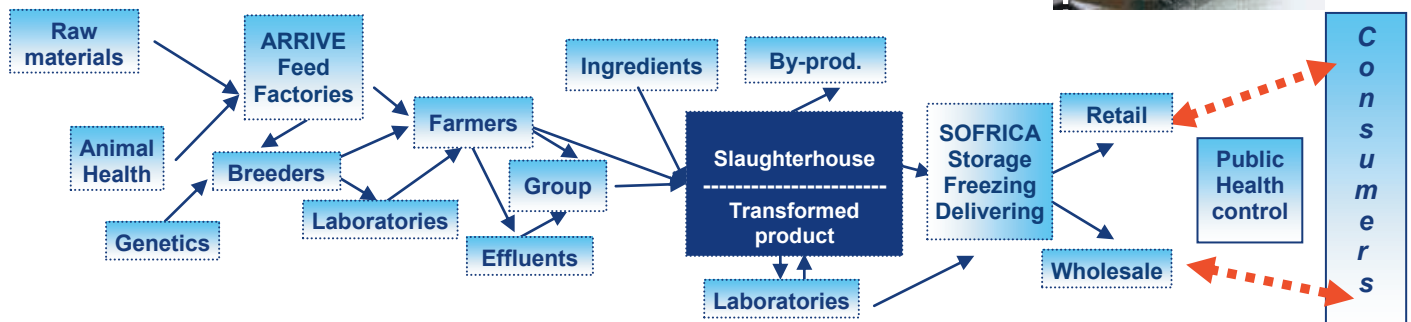 Raw
materials
ARRIVE
Feed
Factories
Animal
Health
Genetics
Breeders
Laboratories
Farmers
Group
Effluents
Ingredients
By-prod.
Slaughterhouse
Transformed
product
Laboratories
SOFRICA
Storage
Freezing
Delivering
Retail
Wholesale
Public
Health
control
Consumers